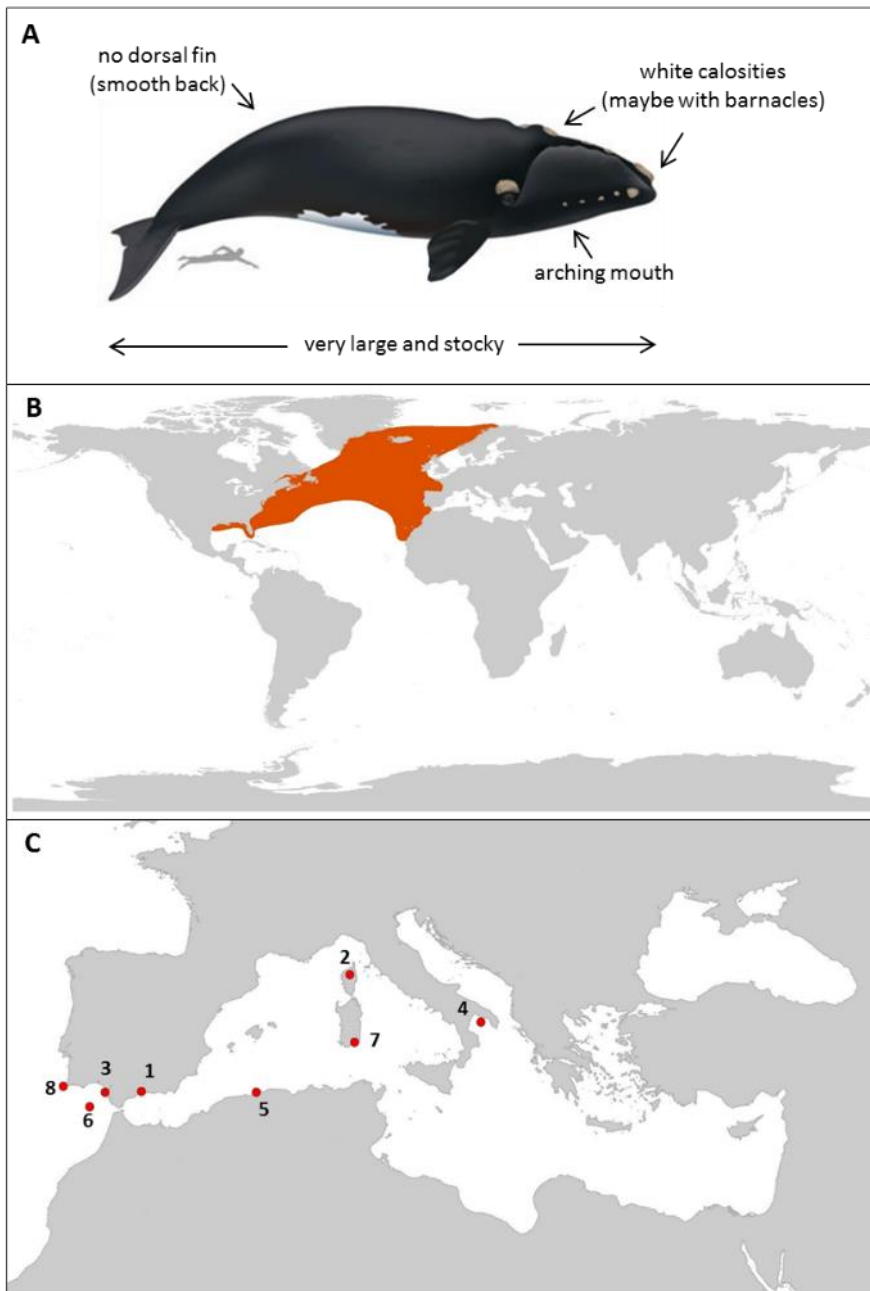 A
no dorsal fin
(smooth back)
white calosities
(maybe with barnacles)
arching mouth
very large and stocky
B
C
2
4
7
3
1
8
5
6